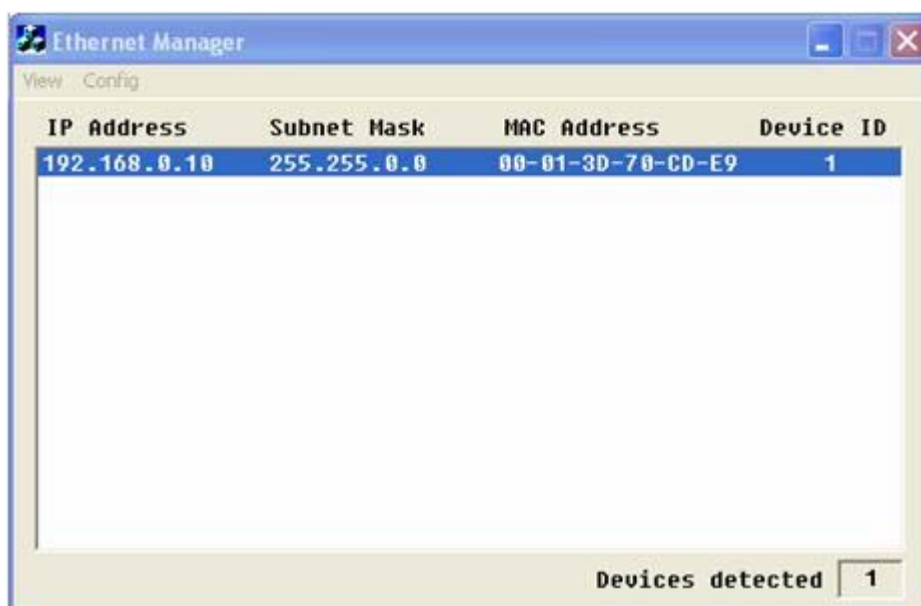 Ethernet Manager
View Config
IP Address Subnet Mask MAC Address Device ID
192.168.0.10 255.255.0.0 00-01-3D-70-CD-E9 1
Devices detected 1